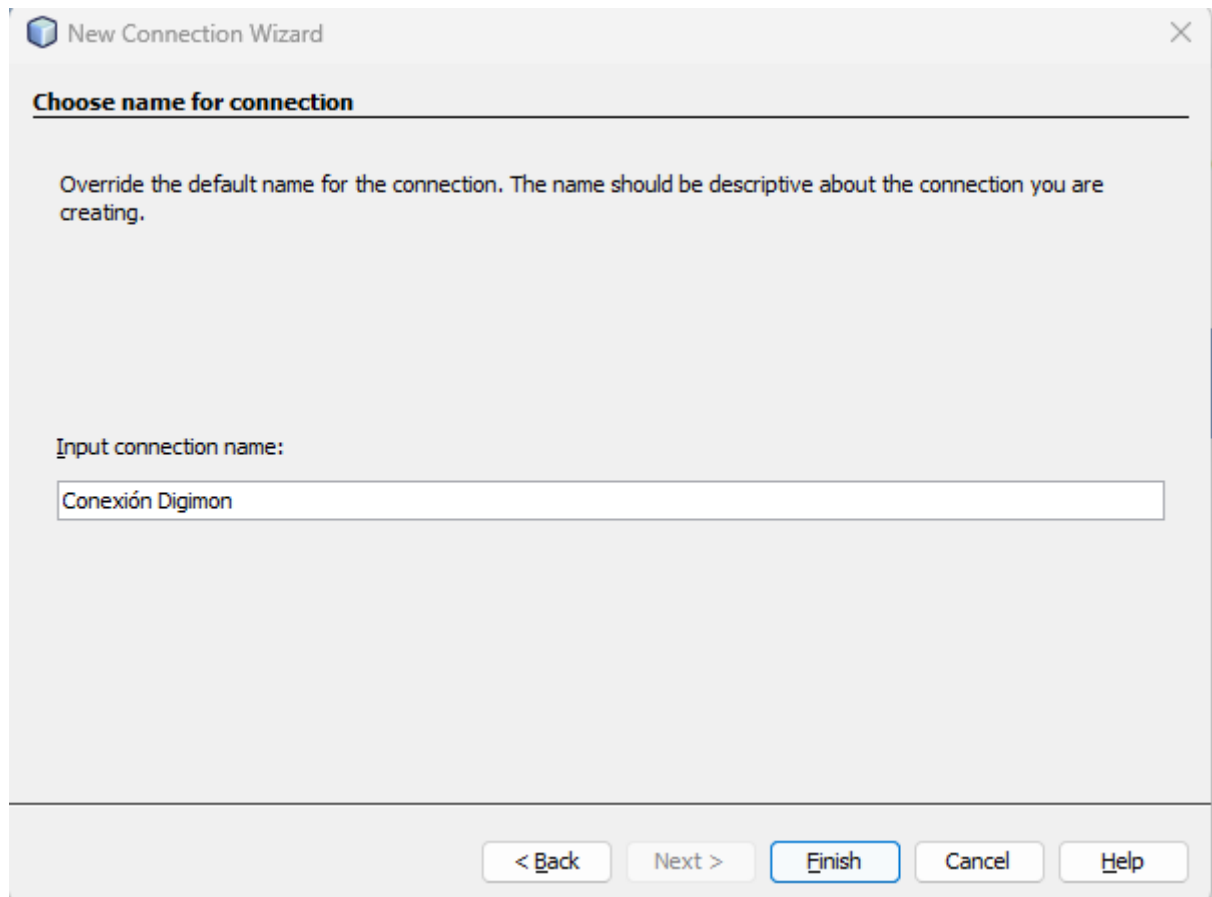 New Connection Wizard
Choose name for connection
Override the default name for the connection. The name should be descriptive about the connection you are
creating.
Input connection name:
Conexión Digimon
< Back Next > Finish Cancel Help